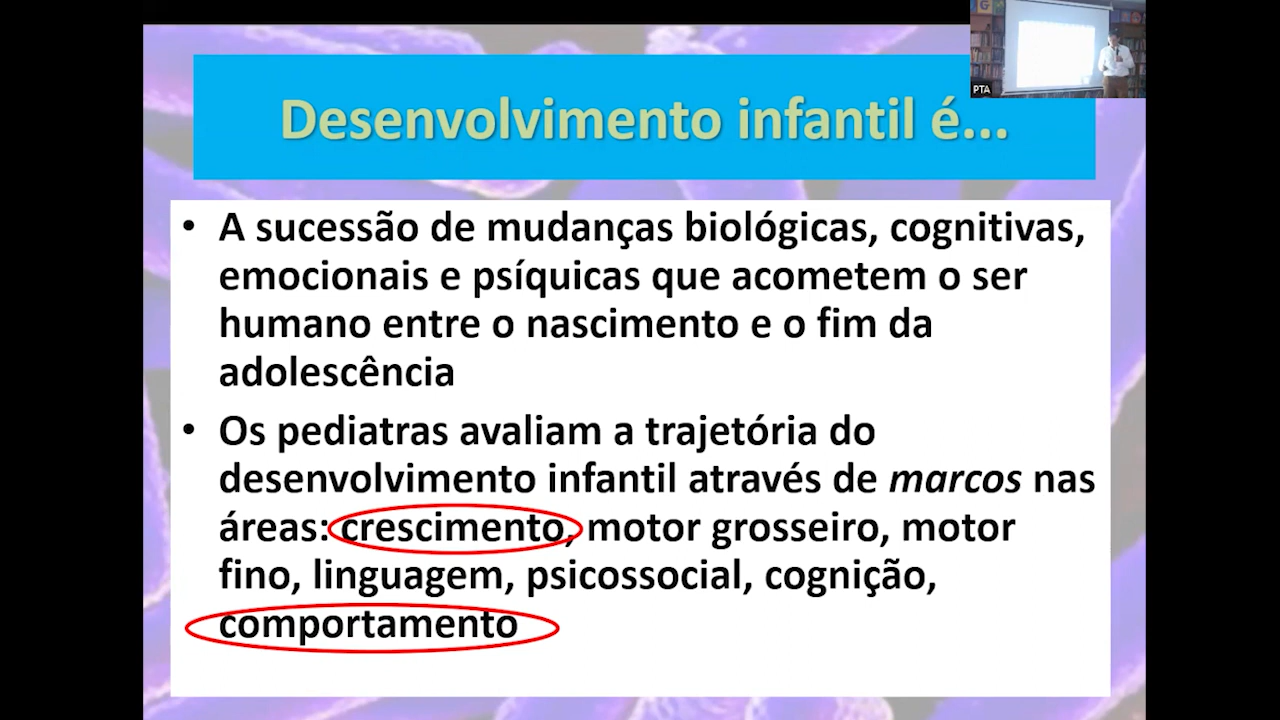 PTA
Desenvolvimento infantil é...
• A sucessão de mudanças biológicas, cognitivas,
emocionais e psíquicas que acometem o ser
humano entre o nascimento e o fim da
adolescência
• Os pediatras avaliam a trajetória do
desenvolvimento infantil através de marcos nas
áreas: crescimento, motor grosseiro, motor
fino, linguagem, psicossocial, cognição,
comportamento